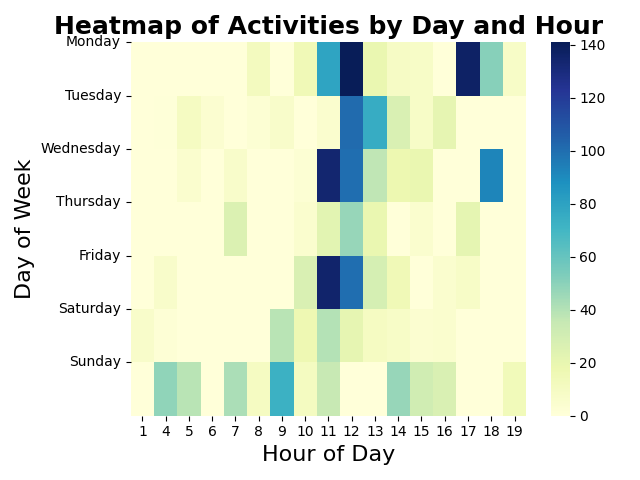 Heatmap of Activities by Day and Hour
Monday
Tuesday
Wednesday
Thursday
Friday
Saturday
Sunday
Day of Week
1 4 5 6 7 8 9 10 11 12 13 14 15 16 17 18 19
Hour of Day
140
120
100
80
60
40
20
0